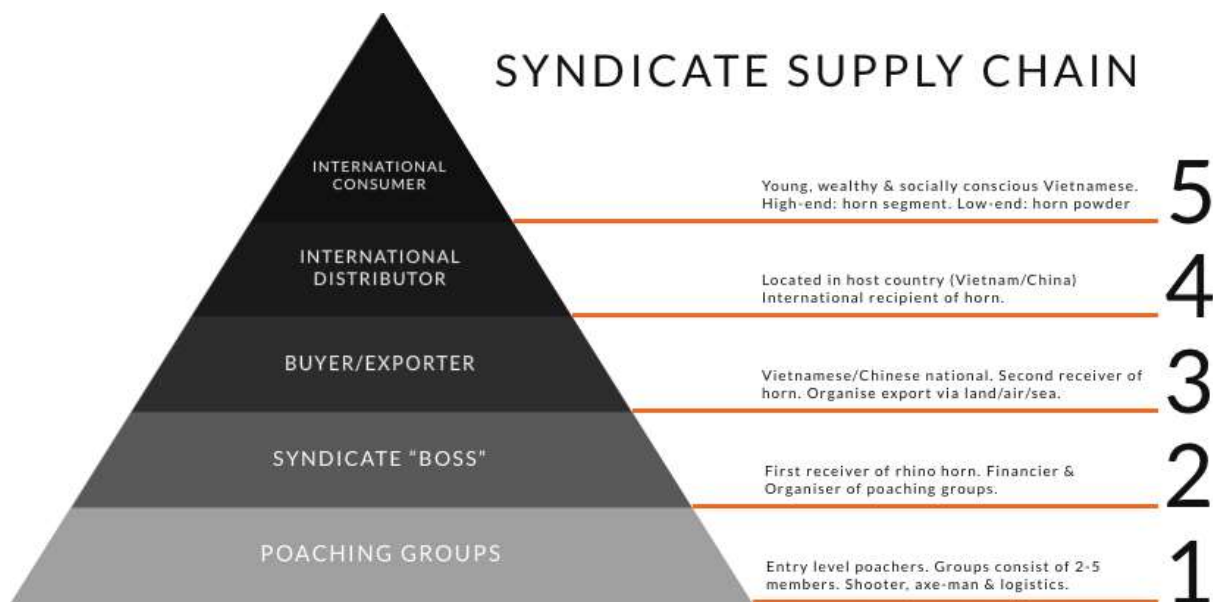 SYNDICATE SUPPLY CHAIN
INTERNATIONAL
CONSUMER
Young, wealthy & socially conscious Vietnamese.
High-end: horn segment. Low-end: horn powder
5
INTERNATIONAL
DISTRIBUTOR
Located in host country (Vietnam/China)
International recipient of horn.
4
BUYER/EXPORTER
Vietnamese/Chinese national. Second receiver of
horn. Organise export via land/air/sea.
3
SYNDICATE “BOSS”
First receiver of rhino horn. Financier &
Organiser of poaching groups.
2
POACHING GROUPS
Entry level poachers. Groups consist of 2-5
members. Shooter, axe-man & logistics.
1